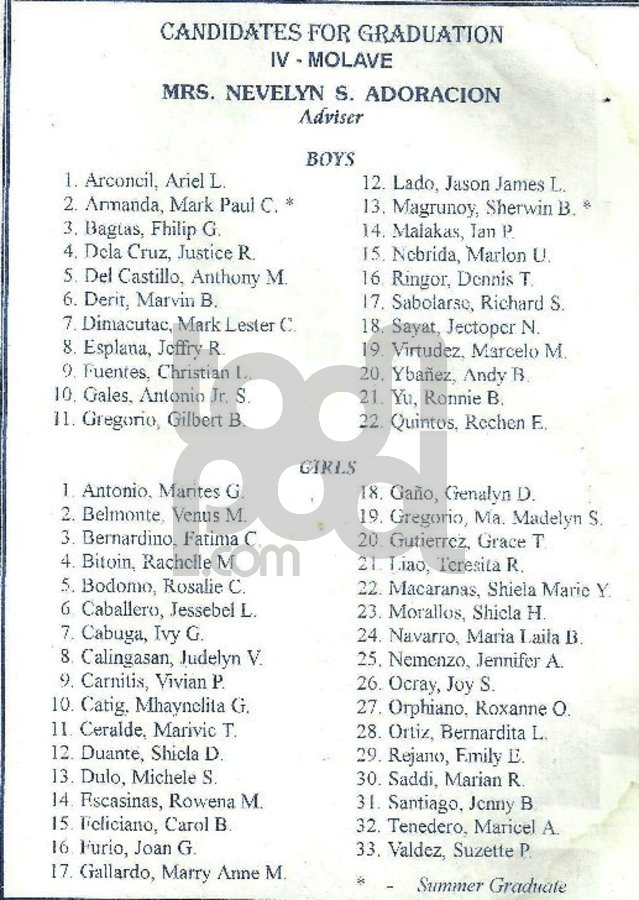 CANDIDATES FOR GRADUATION
IV - MOLAVE
MRS. NEVELYN S. ADORACION
Adviser
BOYS
1. Arconcil, Ariel L.
2. Armanda, Mark Paul C. *
3. Bagtas, Fhilip G.
4. Dela Cruz, Justice R.
5. Del Castillo, Anthony M.
6. Derit, Marvin B.
7. Dimacutac, Mark Lester C.
8. Esplana, Jeffry R.
9. Fuentes, Christian L.
10. Gales, Antonio Jr. S.
11. Gregorio, Gilbert B.
12. Lado, Jason James L.
13. Magrunoy, Sherwin B. *
14. Malakas, Ian P.
15. Nebrida, Marlon U.
16. Ringor, Dennis T.
17. Sabolarse, Richard S.
18. Sayat, Jectoper N.
19. Virtudez, Marcelo M.
20. Ybañez, Andy B.
21. Yu, Ronnie B.
22. Quintos, Rechen E.
GIRLS
1. Antonio, Marites G.
2. Belmonte, Venus M.
3. Bernardino, Fatima C.
4. Bitoin, Rachelle M.
5. Bodomo, Rosalie C.
6. Caballero, Jessebel L.
7. Cabuga, Ivy G.
8. Calingasan, Judelyn V.
9. Carnitis, Vivian P.
10. Catig, Mhaynelita G.
11. Ceralde, Marivic T.
12. Duante, Shiela D.
13. Dulo, Michele S.
14. Escasinas, Rowena M.
15. Feliciano, Carol B.
16. Furio, Joan G.
17. Gallardo, Marry Anne M.
18. Gaño, Genalyn D.
19. Gregorio, Ma. Madelyn S.
20. Gutierrez, Grace T.
21. Liao, Teresita R.
22. Macaranas, Shiela Marie Y.
23. Morallos, Shiela H.
24. Navarro, Maria Laila B.
25. Nemenzo, Jennifer A.
26. Ocray, Joy S.
27. Orphiano, Roxanne O.
28. Ortiz, Bernardita L.
29. Rejano, Emily E.
30. Saddi, Marian R.
31. Santiago, Jenny B.
32. Tenedero, Maricel A.
33. Valdez, Suzette P.
* - Summer Graduate
.com